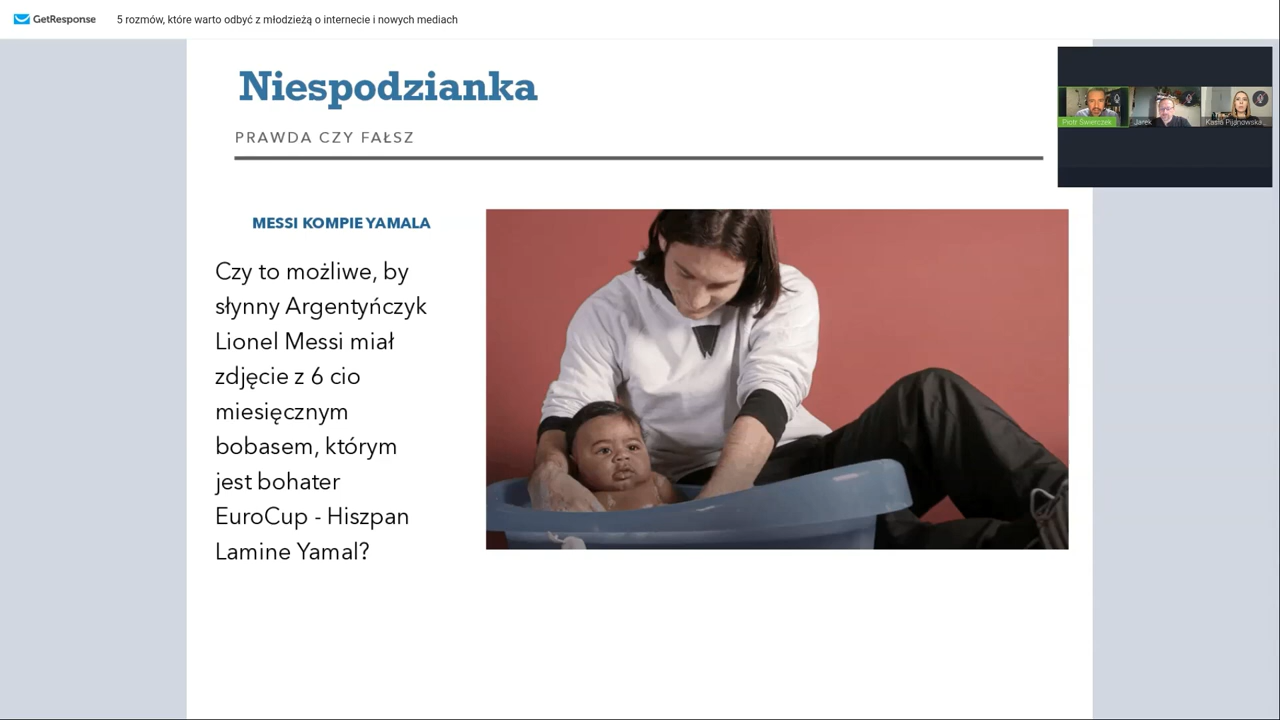 GetResponse 5 rozmów, które warto odbyć z młodzieżą o internecie i nowych mediach
Niespodzianka
PRAWDA CZY FAŁSZ
Piotr Świerczek Jarek Kasia Pijanowska
MESSI KOMPIE YAMALA
Czy to możliwe, by
słynny Argentyńczyk
Lionel Messi miał
zdjęcie z 6 cio
miesięcznym
bobasem, którym
jest bohater
EuroCup - Hiszpan
Lamine Yamal?